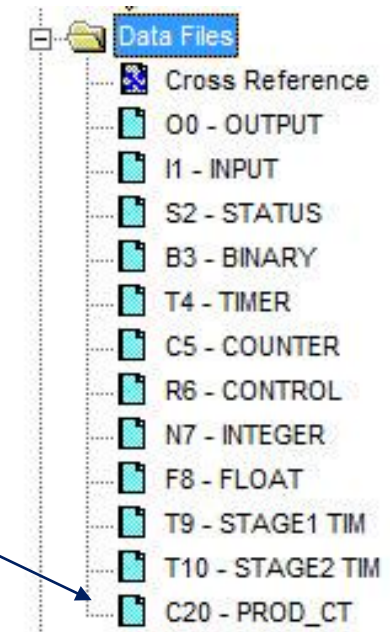 Data Files
Cross Reference
O0 - OUTPUT
I1 - INPUT
S2 - STATUS
B3 - BINARY
T4 - TIMER
C5 - COUNTER
R6 - CONTROL
N7 - INTEGER
F8 - FLOAT
T9 - STAGE1 TIM
T10 - STAGE2 TIM
C20 - PROD_CT